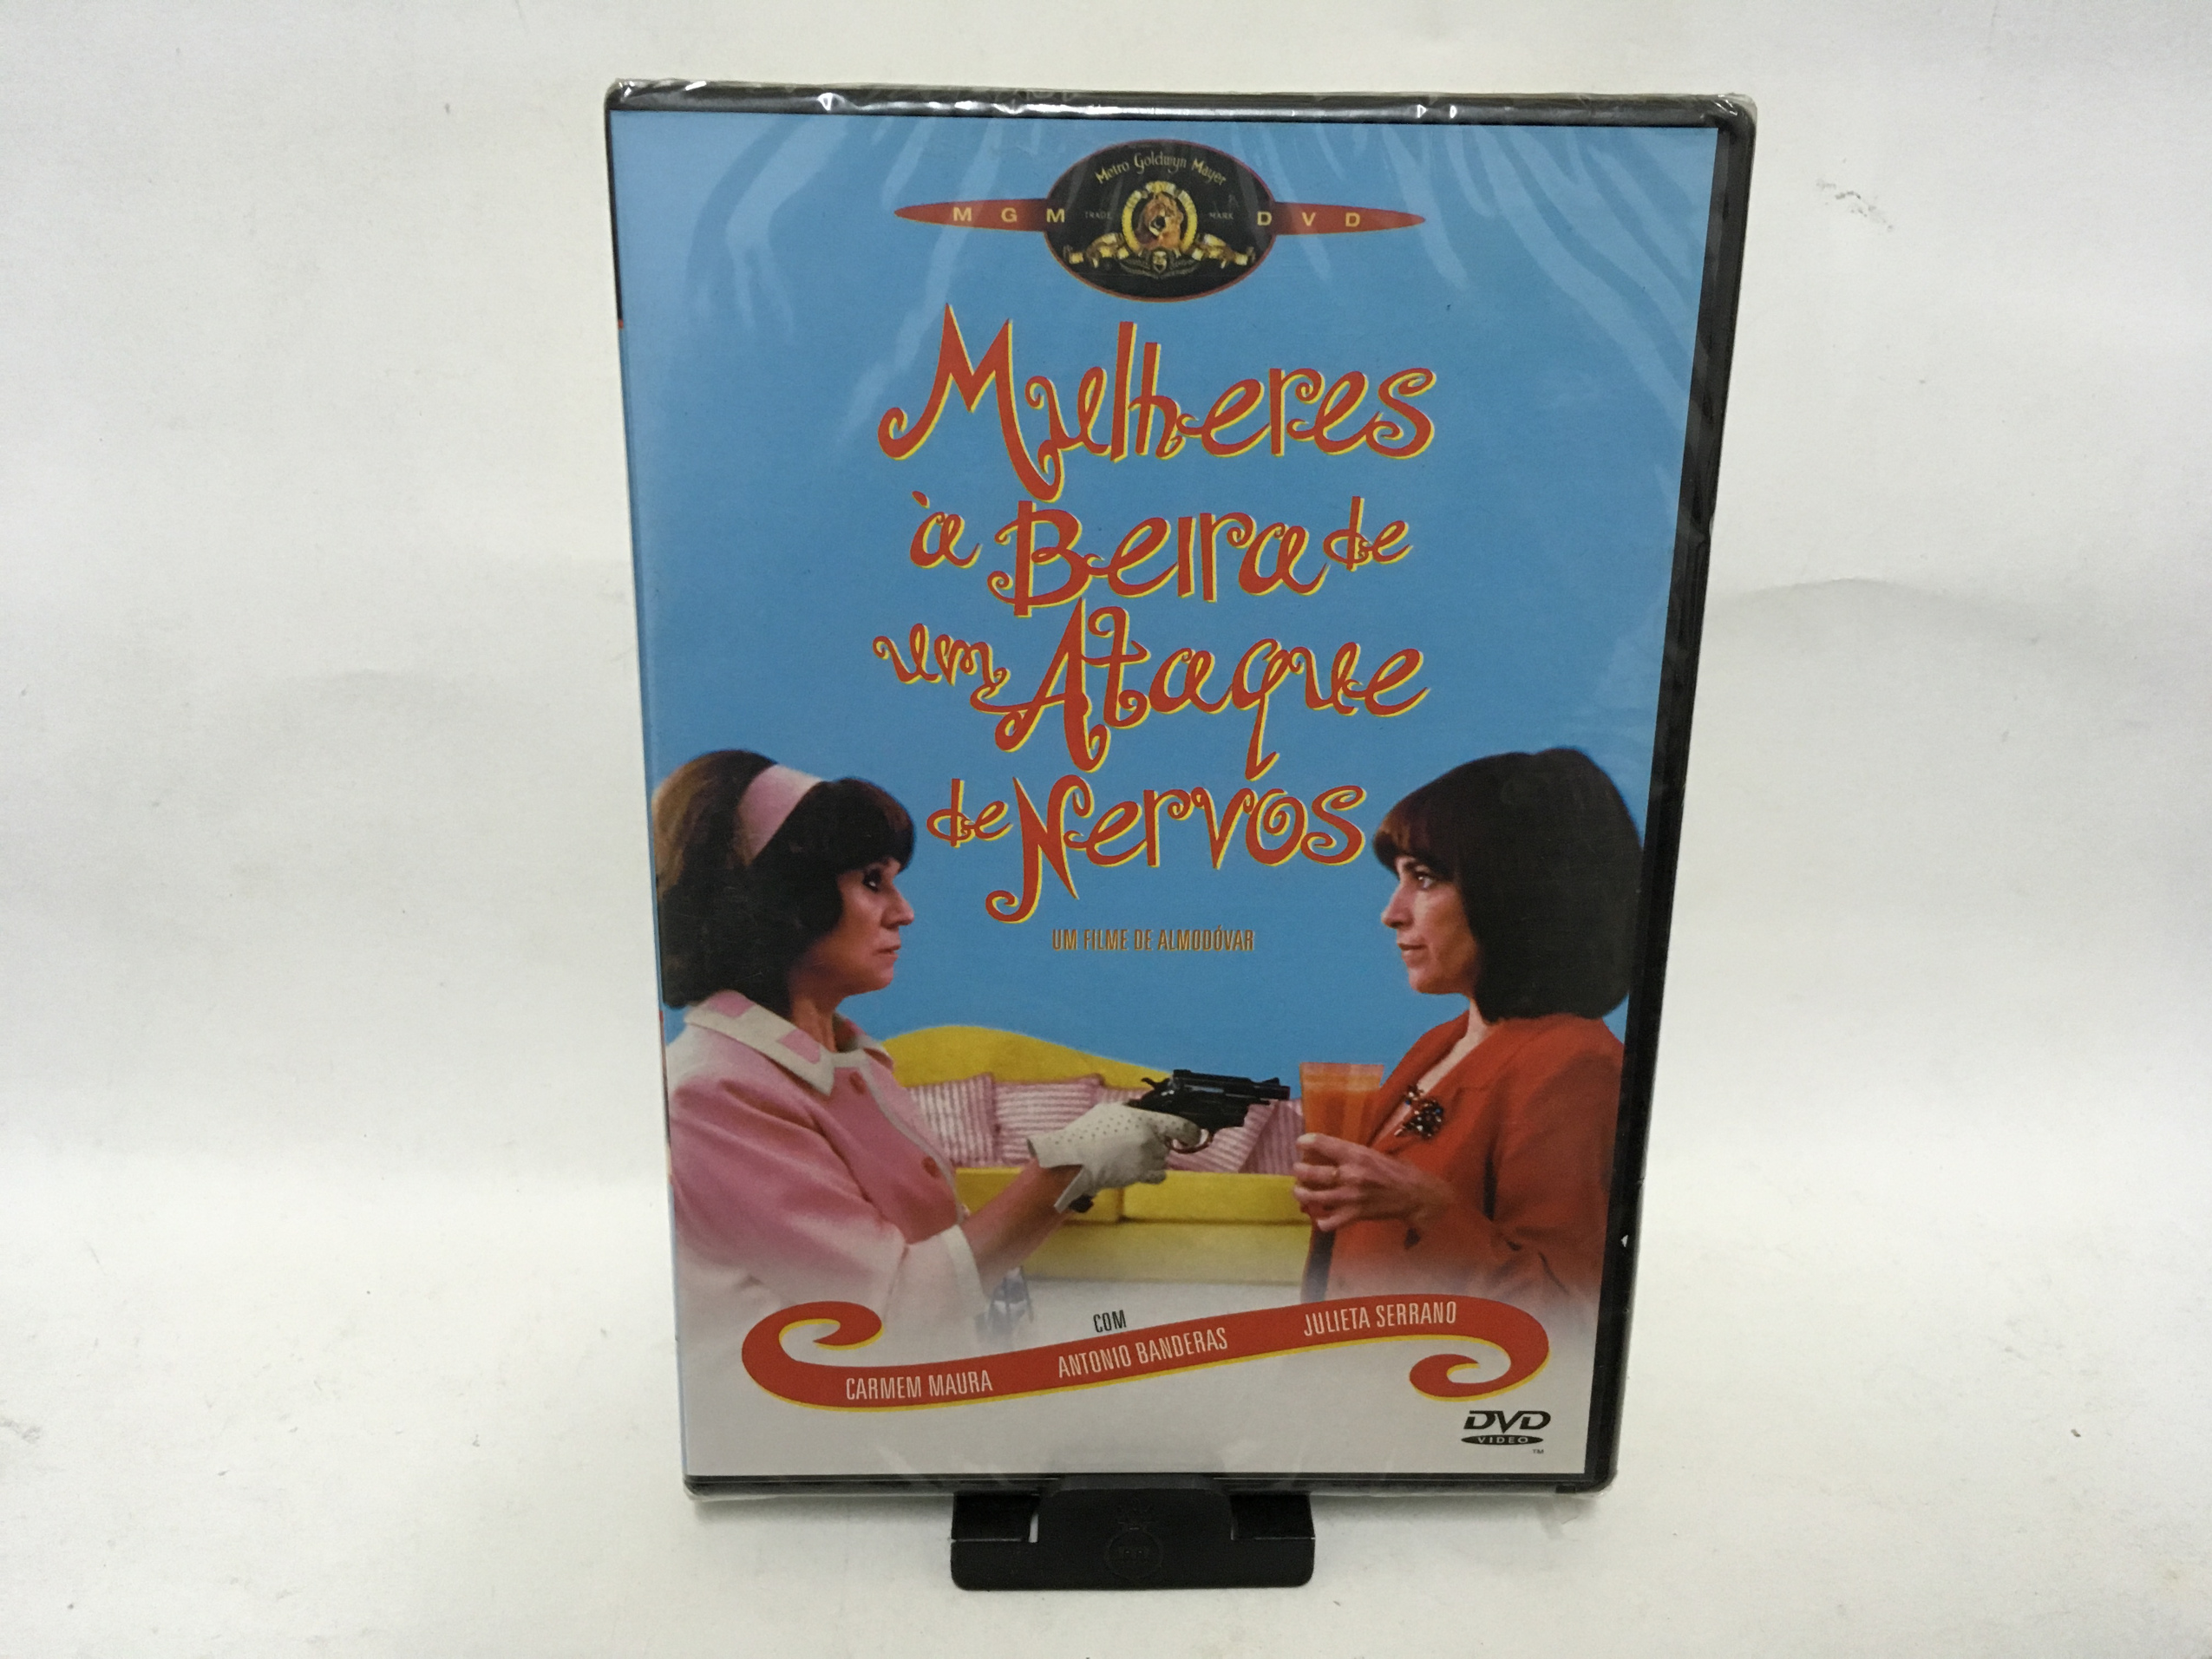 Metro Goldwyn Mayer
MGM TRADE MARK DVD
Mulheres
à Beira de
um Ataque
de Nervos
UM FILME DE ALMODÓVAR
COM
CARMEM MAURA ANTONIO BANDERAS JULIETA SERRANO
DVD
VIDEO
™